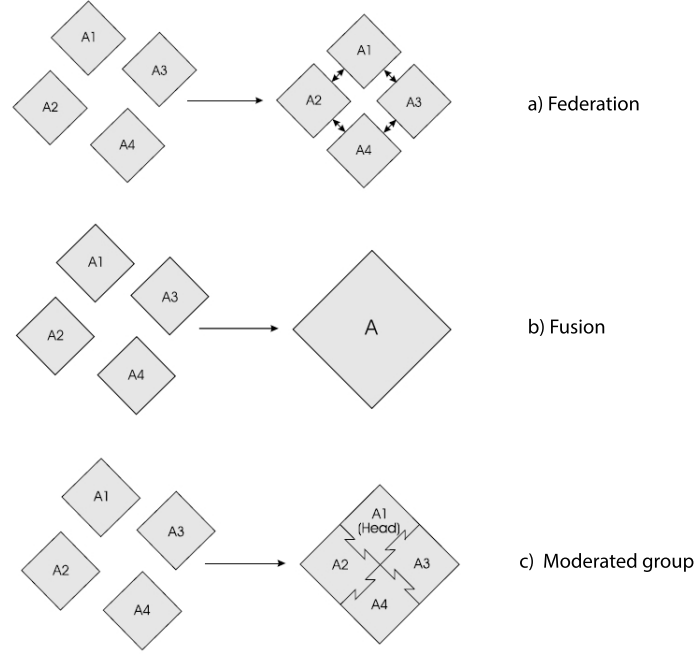 A1
A3
A2
A4
A1
A2
A3
A4
a) Federation
A1
A3
A2
A4
A
b) Fusion
A1
A3
A2
A4
A1
(Head)
A2
A3
A4
c) Moderated group